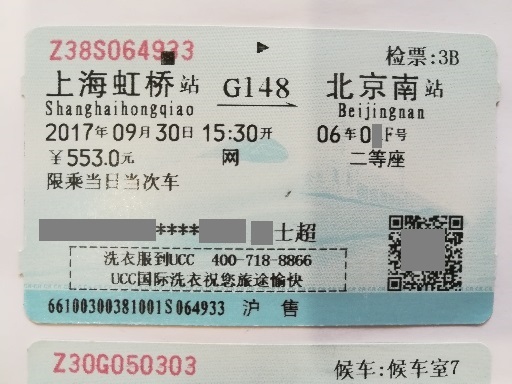 Z38S064933 检票:3B
上海虹桥站 G148 北京南站
Shanghaihongqiao Beijingnan
2017年09月30日 15:30开 06车0 F号
￥553.0元 网 二等座
限乘当日当次车
**** 士超
洗衣服到UCC 400-718-8866
UCC国际洗衣祝您旅途愉快
66100300381001S064933 沪 售
Z30G050303 候车:候车室7